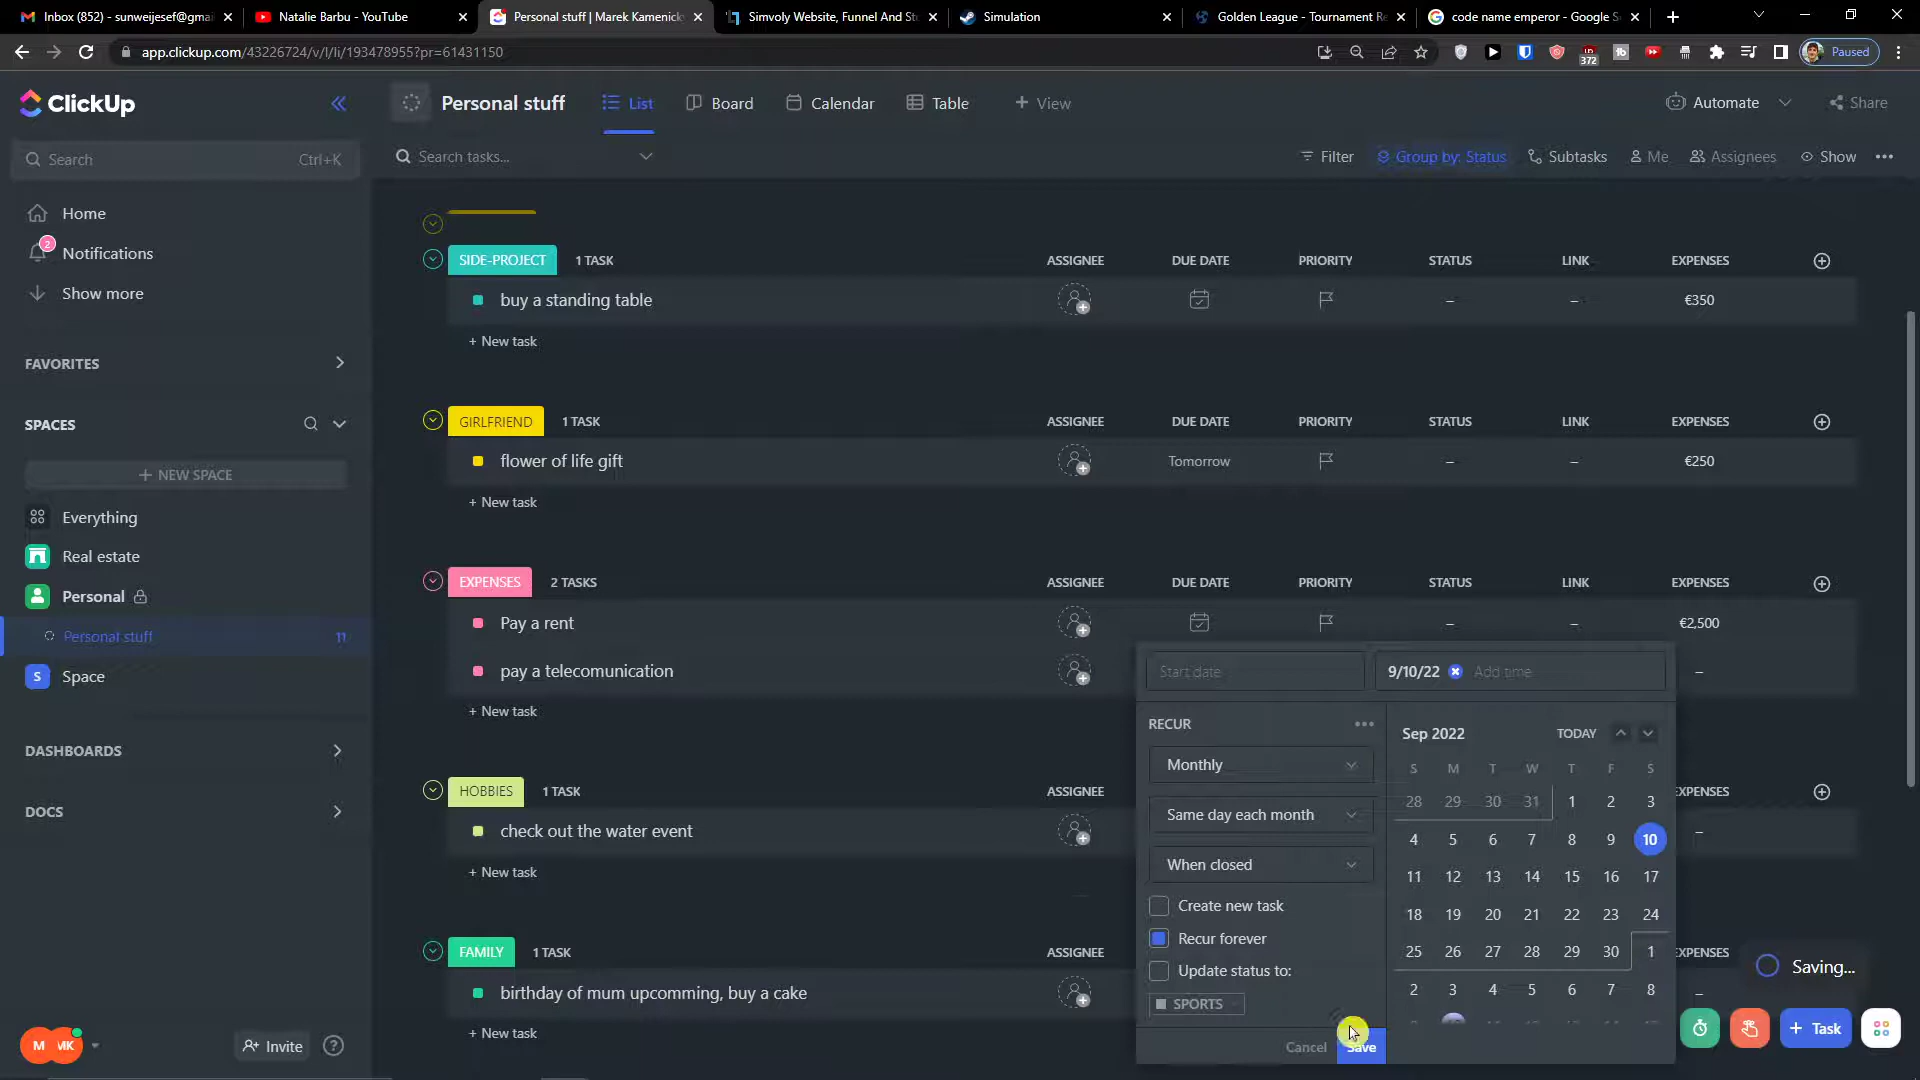 Inbox (852) - sunweijesef@gmai
Natalie Barbu - YouTube
Personal stuff | Marek Kamenick
Simvoly Website, Funnel And St
Simulation
Golden League - Tournament Re
code name emperor - Google S
app.clickup.com/43226724/v/l/li/193478955?pr=61431150
372
Paused
ClickUp
Personal stuff
List
Board
Calendar
Table
+ View
Automate
Share
Search
Ctrl+K
Search tasks...
Filter
Group by: Status
Subtasks
Me
Assignees
Show
Home
2
Notifications
Show more
FAVORITES
SPACES
+ NEW SPACE
Everything
Real estate
Personal
Personal stuff
11
S
Space
DASHBOARDS
DOCS
M
MK
Invite
?
SIDE-PROJECT
1 TASK
ASSIGNEE
DUE DATE
PRIORITY
STATUS
LINK
EXPENSES
buy a standing table
–
–
€350
+ New task
GIRLFRIEND
1 TASK
ASSIGNEE
DUE DATE
PRIORITY
STATUS
LINK
EXPENSES
flower of life gift
Tomorrow
–
–
€250
+ New task
EXPENSES
2 TASKS
ASSIGNEE
DUE DATE
PRIORITY
STATUS
LINK
EXPENSES
Pay a rent
–
–
€2,500
pay a telecomunication
–
+ New task
HOBBIES
1 TASK
ASSIGNEE
EXPENSES
check out the water event
–
+ New task
FAMILY
1 TASK
ASSIGNEE
EXPENSES
birthday of mum upcomming, buy a cake
–
+ New task
Start date
9/10/22
Add time
RECUR
Monthly
Same day each month
When closed
Create new task
Recur forever
Update status to:
SPORTS
Cancel
Save
Sep 2022
TODAY
S M T W T F S
28 29 30 31 1 2 3
4 5 6 7 8 9 10
11 12 13 14 15 16 17
18 19 20 21 22 23 24
25 26 27 28 29 30 1
2 3 4 5 6 7 8
Saving...
+ Task